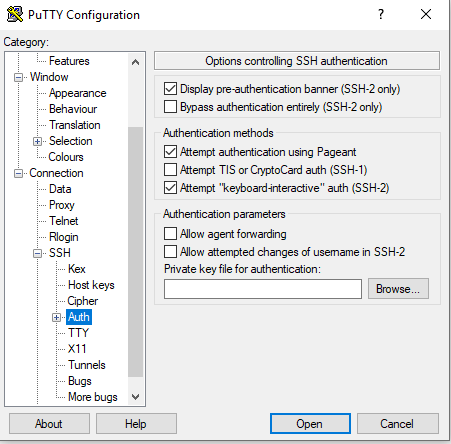 PuTTY Configuration
?
Category:
Features
Window
Appearance
Behaviour
Translation
Selection
Colours
Connection
Data
Proxy
Telnet
Rlogin
SSH
Kex
Host keys
Cipher
Auth
TTY
X11
Tunnels
Bugs
More bugs
Options controlling SSH authentication
Display pre-authentication banner (SSH-2 only)
Bypass authentication entirely (SSH-2 only)
Authentication methods
Attempt authentication using Pageant
Attempt TIS or CryptoCard auth (SSH-1)
Attempt "keyboard-interactive" auth (SSH-2)
Authentication parameters
Allow agent forwarding
Allow attempted changes of username in SSH-2
Private key file for authentication:
Browse...
About
Help
Open
Cancel